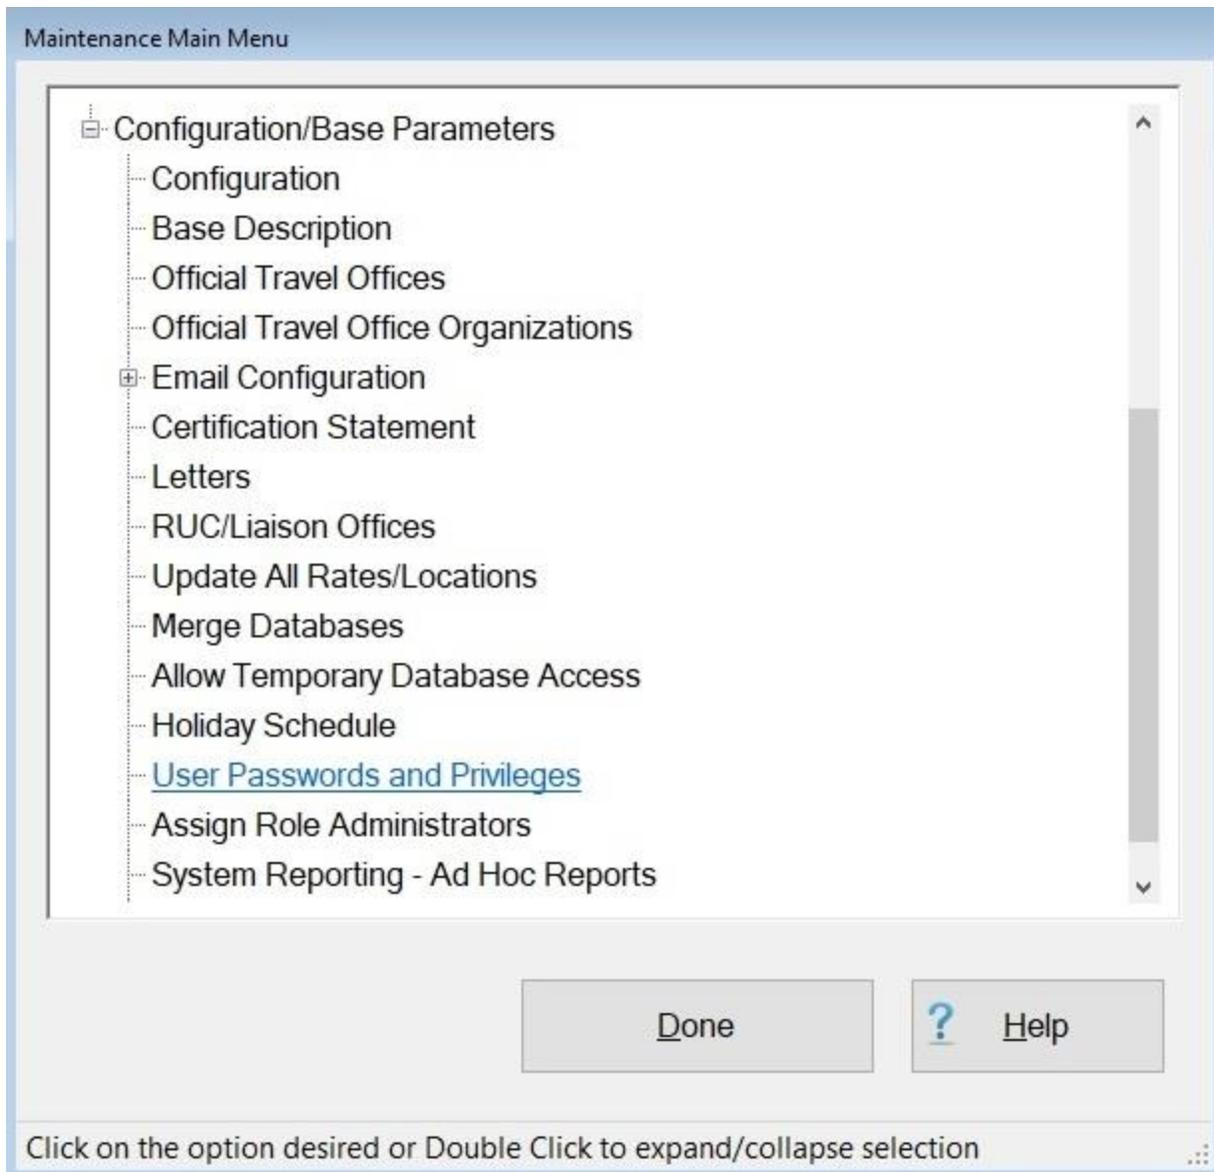 Maintenance Main Menu
Configuration/Base Parameters
Configuration
Base Description
Official Travel Offices
Official Travel Office Organizations
Email Configuration
Certification Statement
Letters
RUC/Liaison Offices
Update All Rates/Locations
Merge Databases
Allow Temporary Database Access
Holiday Schedule
User Passwords and Privileges
Assign Role Administrators
System Reporting - Ad Hoc Reports
Done
? Help
Click on the option desired or Double Click to expand/collapse selection